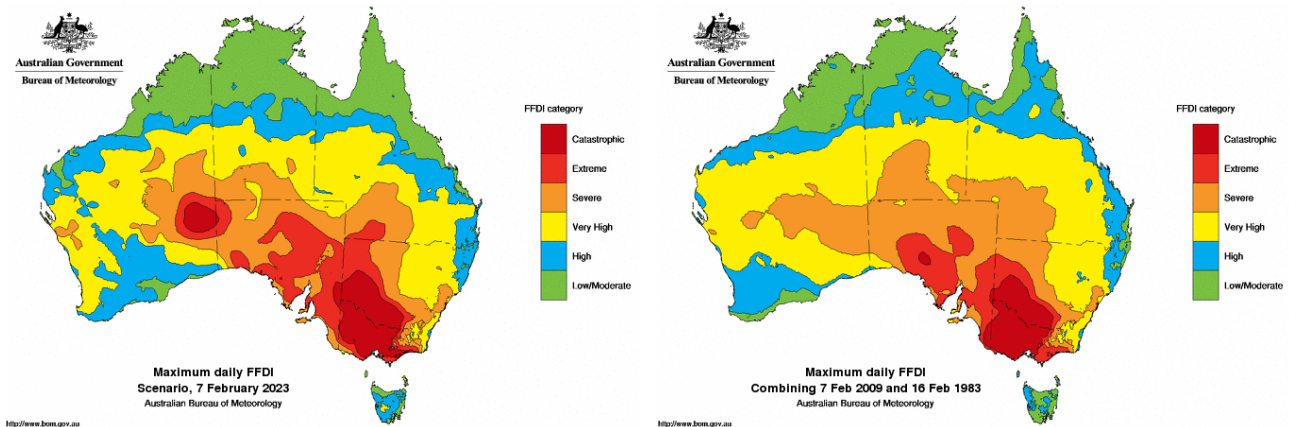 Australian Government
Bureau of Meteorology
FFDI category
Catastrophic
Extreme
Severe
Very High
High
Low/Moderate
Maximum daily FFDI
Scenario, 7 February 2023
Australian Bureau of Meteorology
http://www.bom.gov.au
Australian Government
Bureau of Meteorology
FFDI category
Catastrophic
Extreme
Severe
Very High
High
Low/Moderate
Maximum daily FFDI
Combining 7 Feb 2009 and 16 Feb 1983
Australian Bureau of Meteorology
http://www.bom.gov.au